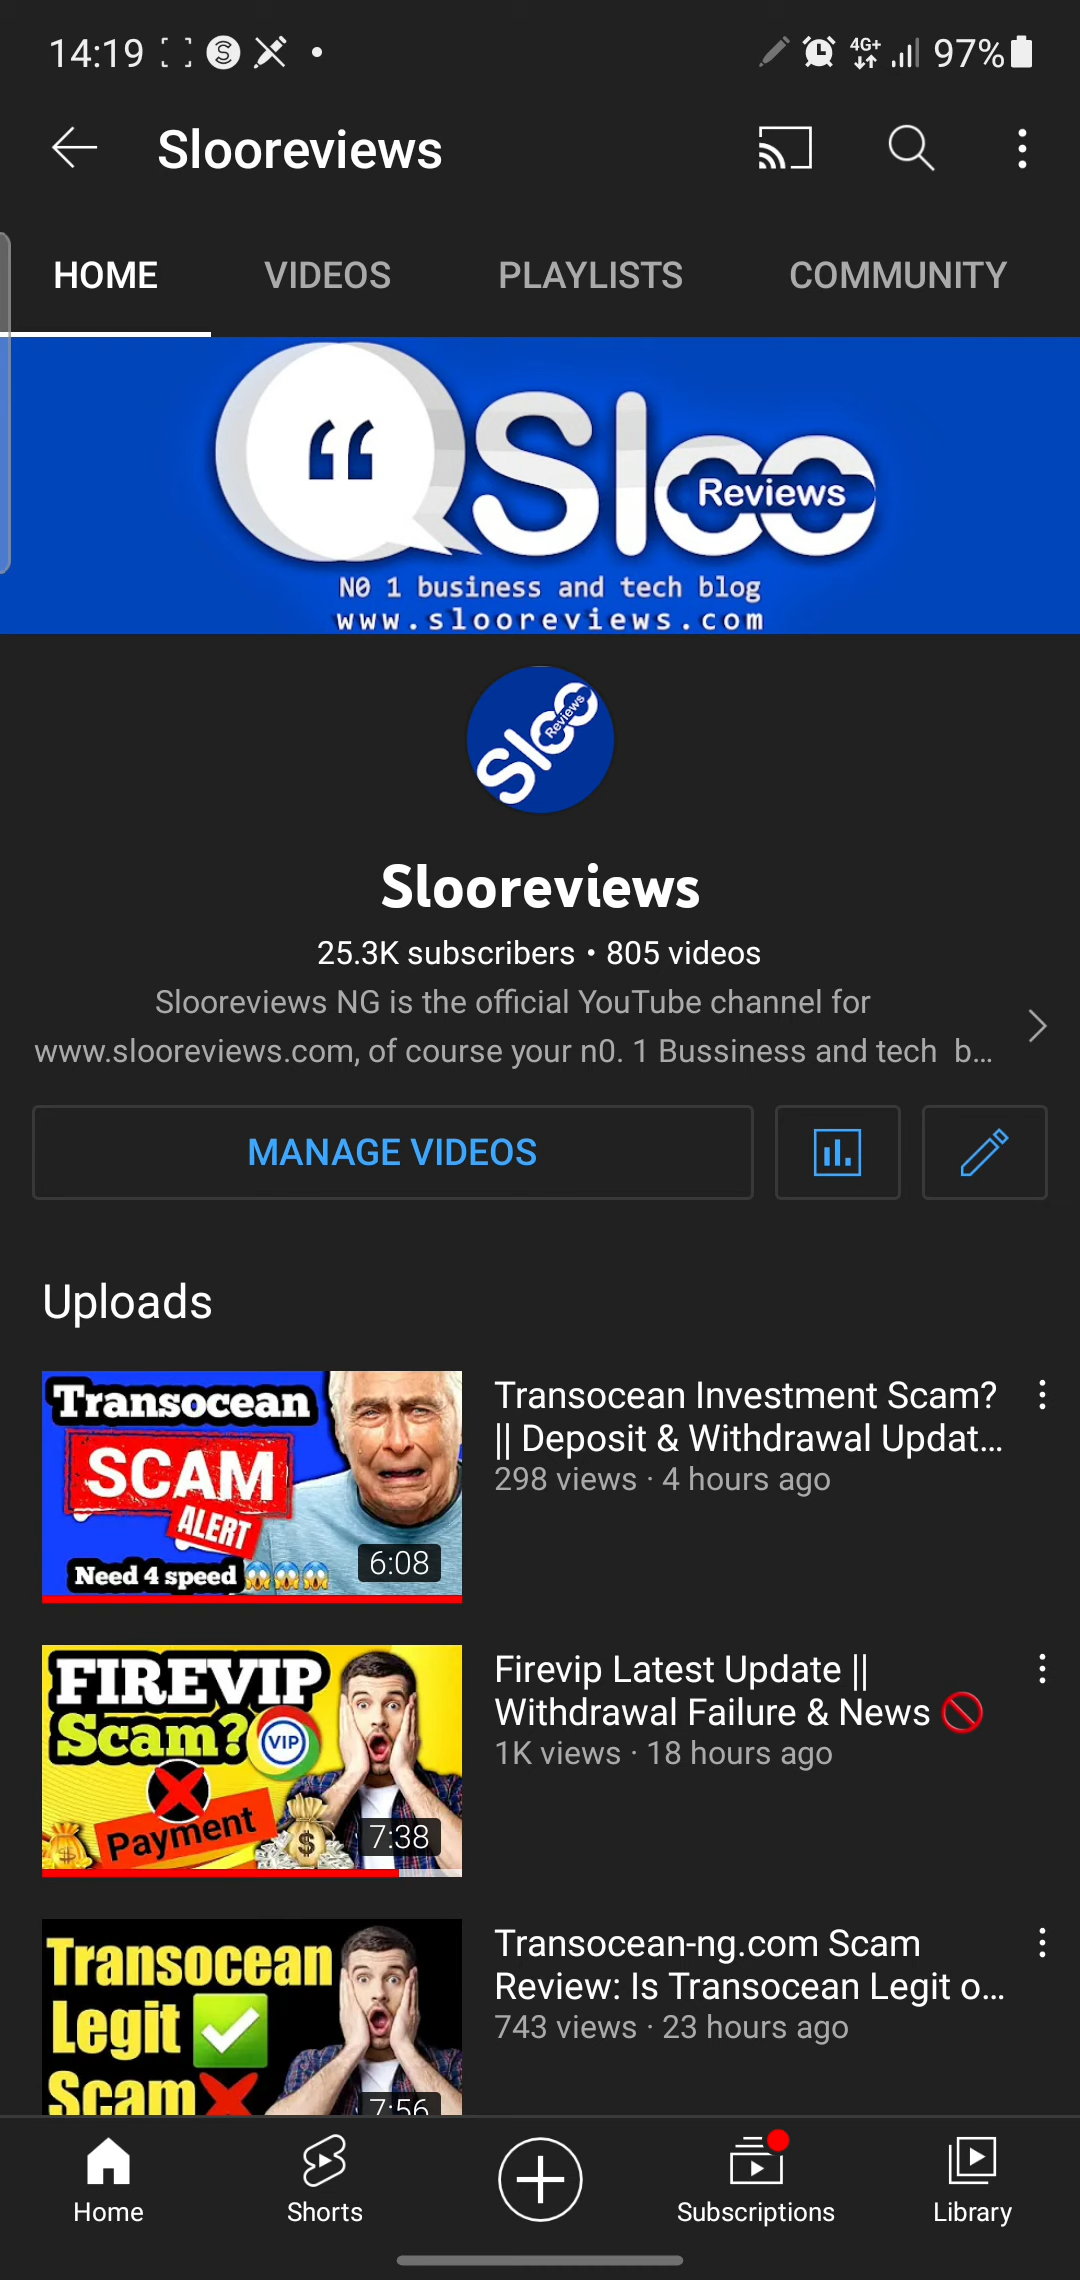 14:19
4G+
97%
Slooreviews
HOME VIDEOS PLAYLISTS COMMUNITY
“ Sloo
Reviews
N0 1 business and tech blog
www.slooreviews.com
Sloo Reviews
Slooreviews
25.3K subscribers • 805 videos
Slooreviews NG is the official YouTube channel for
www.slooreviews.com, of course your n0. 1 Bussiness and tech b...
MANAGE VIDEOS
Uploads
Transocean
SCAM
ALERT
Need 4 speed 😱😱😱
6:08
Transocean Investment Scam?
|| Deposit & Withdrawal Updat...
298 views · 4 hours ago
FIREVIP
Scam?
VIP
Payment
$
$
7:38
Firevip Latest Update ||
Withdrawal Failure & News 🚫
1K views · 18 hours ago
Transocean
Legit ✅
Scam ❌
7:56
Transocean-ng.com Scam
Review: Is Transocean Legit o...
743 views · 23 hours ago
Home Shorts Subscriptions Library